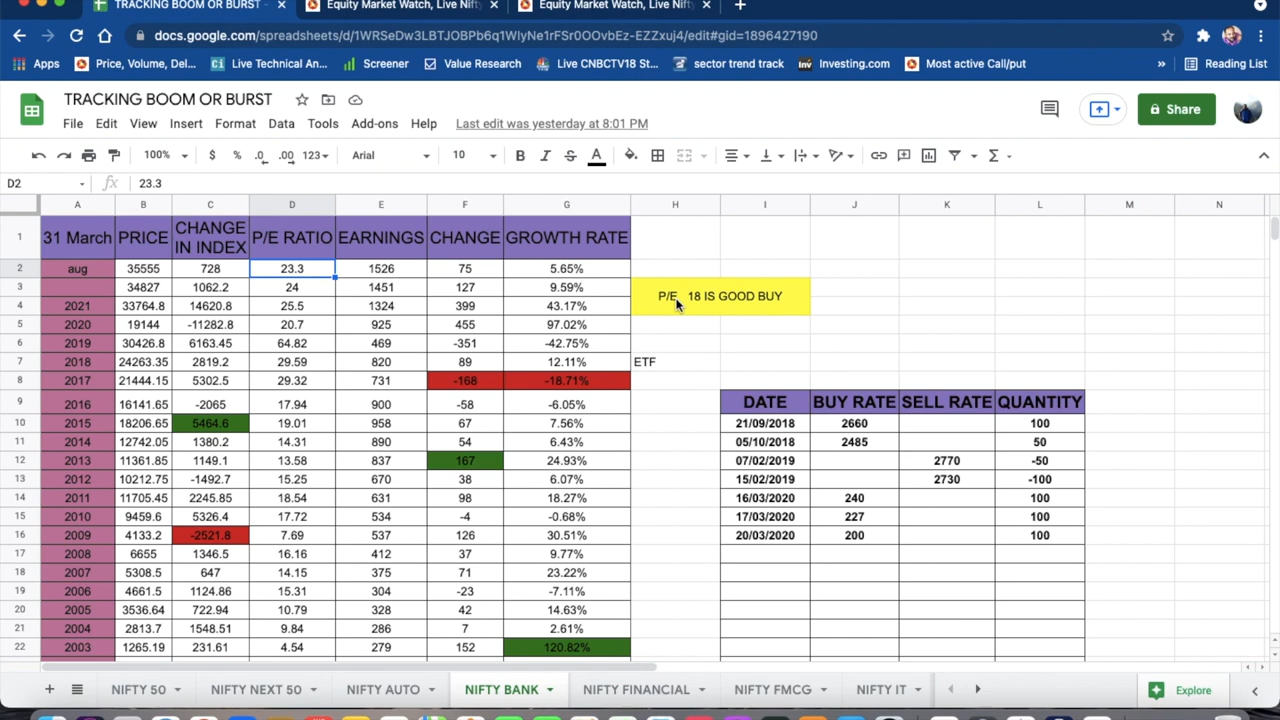 TRACKING BOOM OR BURST - × Equity Market Watch, Live Nifty × Equity Market Watch, Live Nifty × +
docs.google.com/spreadsheets/d/1WRSeDw3LBTJOBPb6q1WIyNe1rFSr0OOvbEz-EZZxuj4/edit#gid=1896427190
Apps Price, Volume, Del... Live Technical An... Screener Value Research Live CNBCTV18 St... sector trend track Investing.com Most active Call/put » Reading List
TRACKING BOOM OR BURST
Share
File Edit View Insert Format Data Tools Add-ons Help Last edit was yesterday at 8:01 PM
100% $ % .0 .00 123 Arial 10 B I S A
D2 fx 23.3
A B C D E F G H I J K L M N
1 31 March PRICE CHANGE IN INDEX P/E RATIO EARNINGS CHANGE GROWTH RATE
2 aug 35555 728 23.3 1526 75 5.65%
3 34827 1062.2 24 1451 127 9.59%
P/E 18 IS GOOD BUY
4 2021 33764.8 14620.8 25.5 1324 399 43.17%
5 2020 19144 -11282.8 20.7 925 455 97.02%
6 2019 30426.8 6163.45 64.82 469 -351 -42.75%
7 2018 24263.35 2819.2 29.59 820 89 12.11% ETF
8 2017 21444.15 5302.5 29.32 731 -168 -18.71%
9 2016 16141.65 -2065 17.94 900 -58 -6.05% DATE BUY RATE SELL RATE QUANTITY
10 2015 18206.65 5464.6 19.01 958 67 7.56% 21/09/2018 2660 100
11 2014 12742.05 1380.2 14.31 890 54 6.43% 05/10/2018 2485 50
12 2013 11361.85 1149.1 13.58 837 167 24.93% 07/02/2019 2770 -50
13 2012 10212.75 -1492.7 15.25 670 38 6.07% 15/02/2019 2730 -100
14 2011 11705.45 2245.85 18.54 631 98 18.27% 16/03/2020 240 100
15 2010 9459.6 5326.4 17.72 534 -4 -0.68% 17/03/2020 227 100
16 2009 4133.2 -2521.8 7.69 537 126 30.51% 20/03/2020 200 100
17 2008 6655 1346.5 16.16 412 37 9.77%
18 2007 5308.5 647 14.15 375 71 23.22%
19 2006 4661.5 1124.86 15.31 304 -23 -7.11%
20 2005 3536.64 722.94 10.79 328 42 14.63%
21 2004 2813.7 1548.51 9.84 286 7 2.61%
22 2003 1265.19 231.61 4.54 279 152 120.82%
+ NIFTY 50 NIFTY NEXT 50 NIFTY AUTO NIFTY BANK NIFTY FINANCIAL NIFTY FMCG NIFTY IT Explore